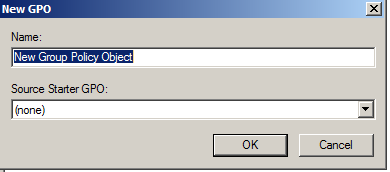 New GPO
Name:
New Group Policy Object
Source Starter GPO:
(none)
OK Cancel